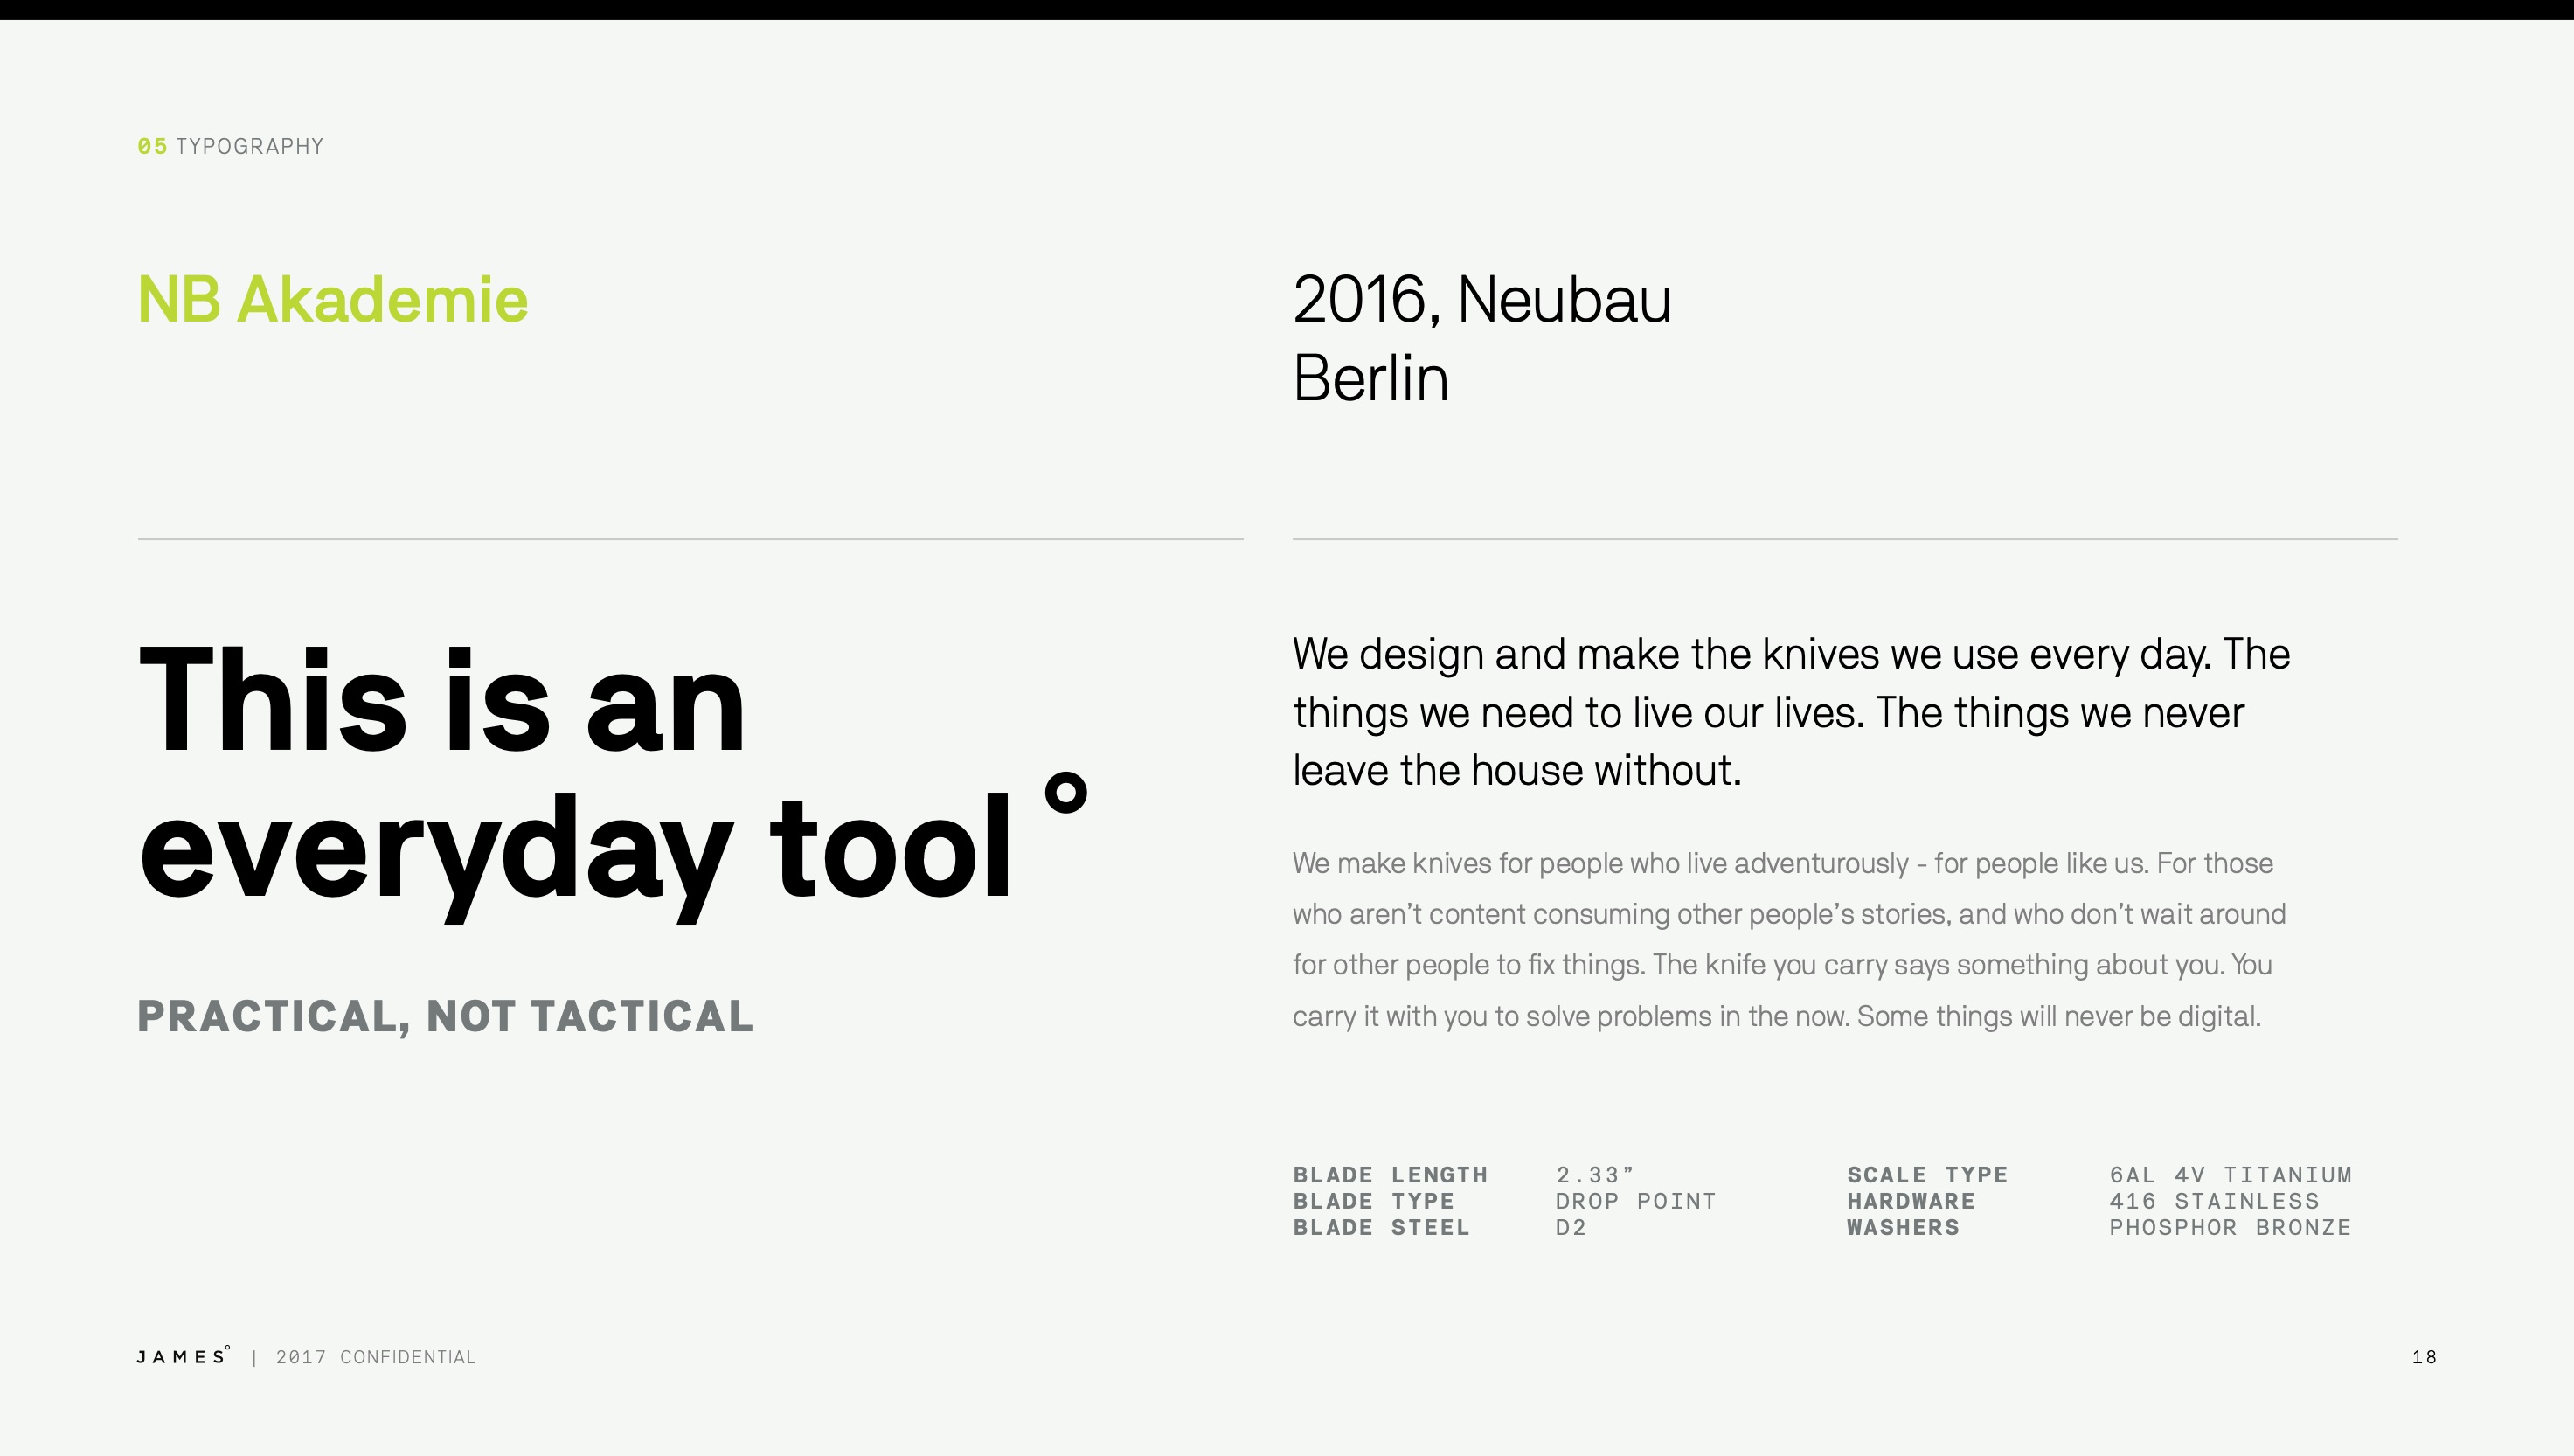 05 TYPOGRAPHY
NB Akademie
2016, Neubau
Berlin
This is an
everyday tool °
PRACTICAL, NOT TACTICAL
We design and make the knives we use every day. The
things we need to live our lives. The things we never
leave the house without.
We make knives for people who live adventurously - for people like us. For those
who aren’t content consuming other people’s stories, and who don’t wait around
for other people to fix things. The knife you carry says something about you. You
carry it with you to solve problems in the now. Some things will never be digital.
BLADE LENGTH 2.33” SCALE TYPE 6AL 4V TITANIUM
BLADE TYPE DROP POINT HARDWARE 416 STAINLESS
BLADE STEEL D2 WASHERS PHOSPHOR BRONZE
JAMES° | 2017 CONFIDENTIAL 18